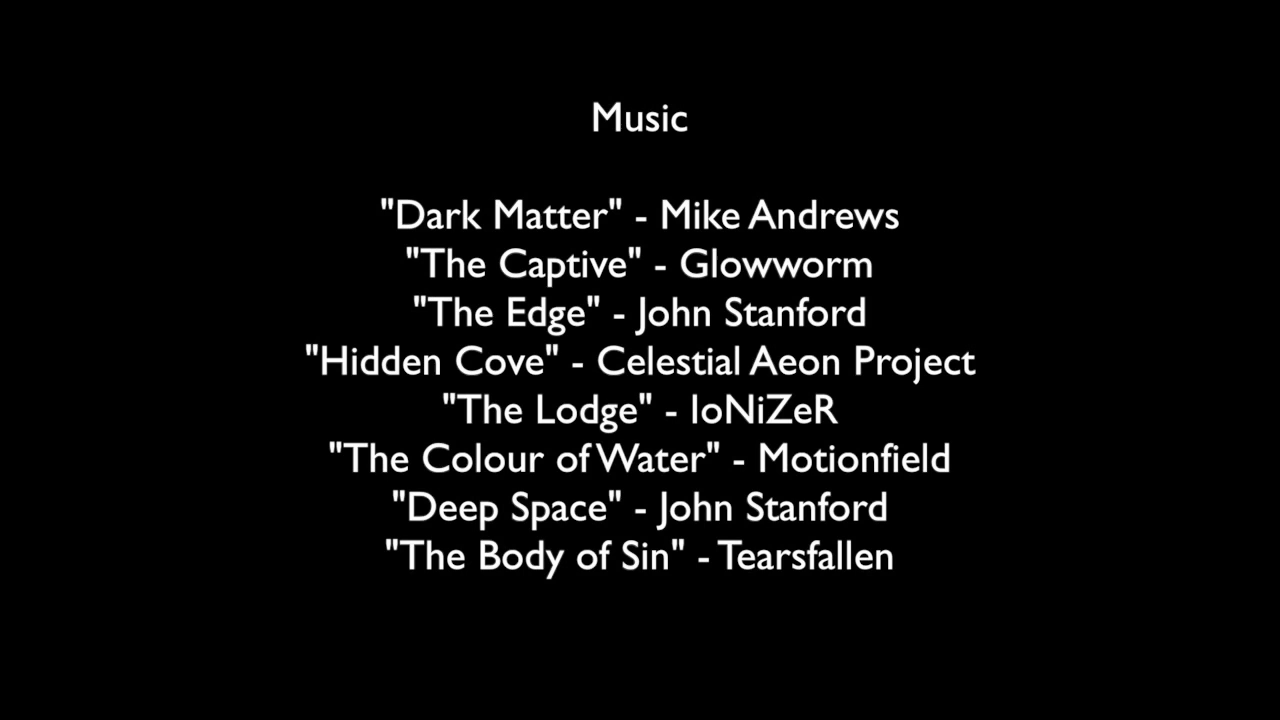 Music
"Dark Matter" - Mike Andrews
"The Captive" - Glowworm
"The Edge" - John Stanford
"Hidden Cove" - Celestial Aeon Project
"The Lodge" - IoNiZeR
"The Colour of Water" - Motionfield
"Deep Space" - John Stanford
"The Body of Sin" - Tearsfallen